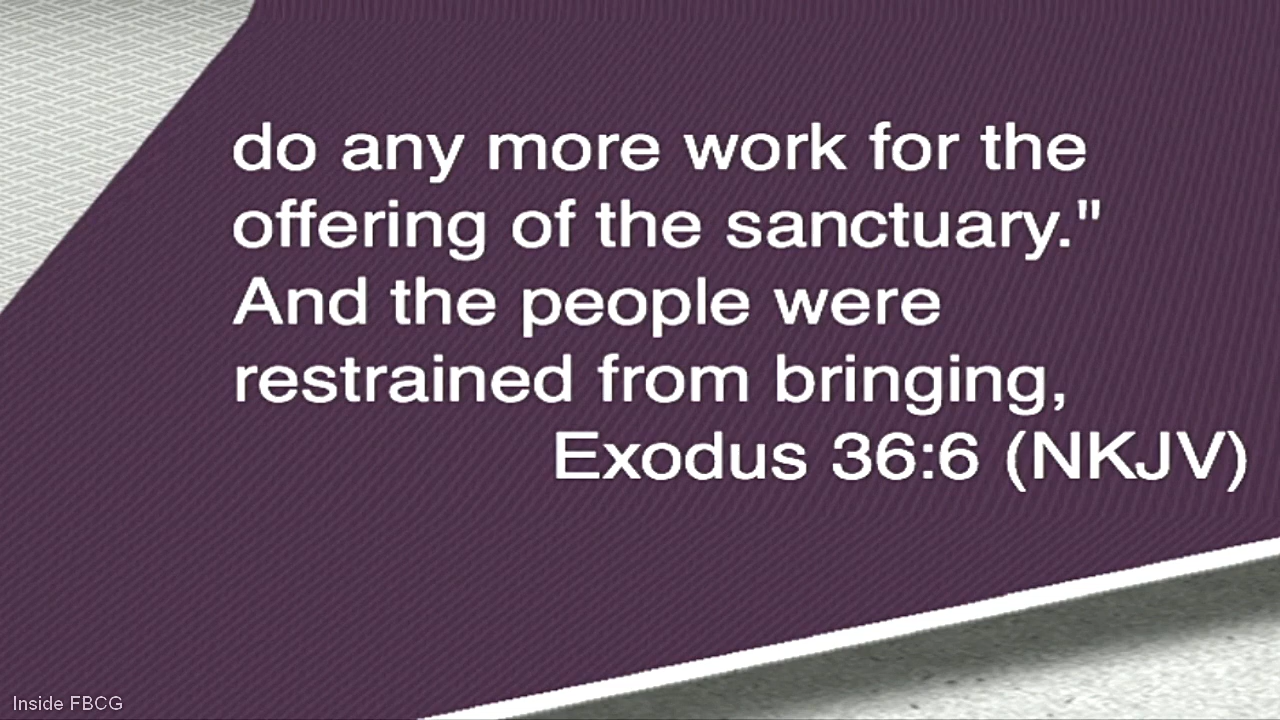 do any more work for the
offering of the sanctuary."
And the people were
restrained from bringing,
Exodus 36:6 (NKJV)
Inside FBCG